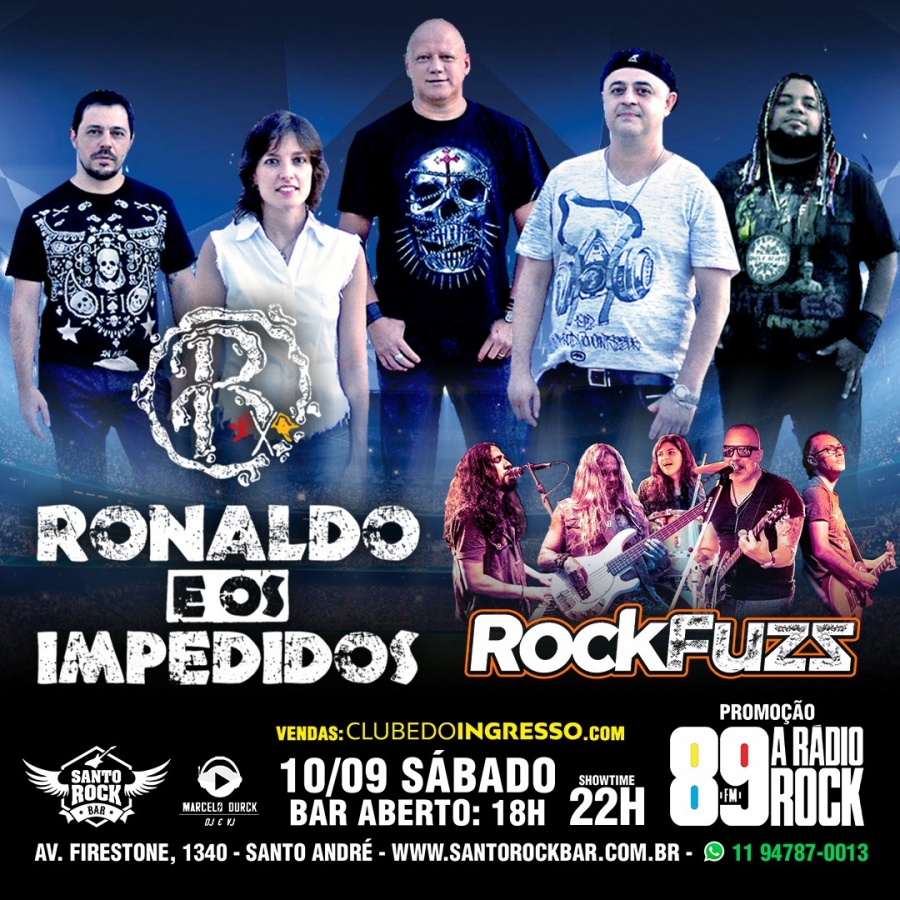 R
RONALDO
E OS
IMPEDIDOS
ROCKFUZZ
VENDAS: CLUBEDOINGRESSO.COM
PROMOÇÃO
89 FM A RÁDIO ROCK
SANTO
ROCK
BAR
MARCELO DURCK
DJ E VJ
10/09 SÁBADO
BAR ABERTO: 18H
SHOWTIME
22H
AV. FIRESTONE, 1340 - SANTO ANDRÉ - WWW.SANTOROCKBAR.COM.BR - 11 94787-0013